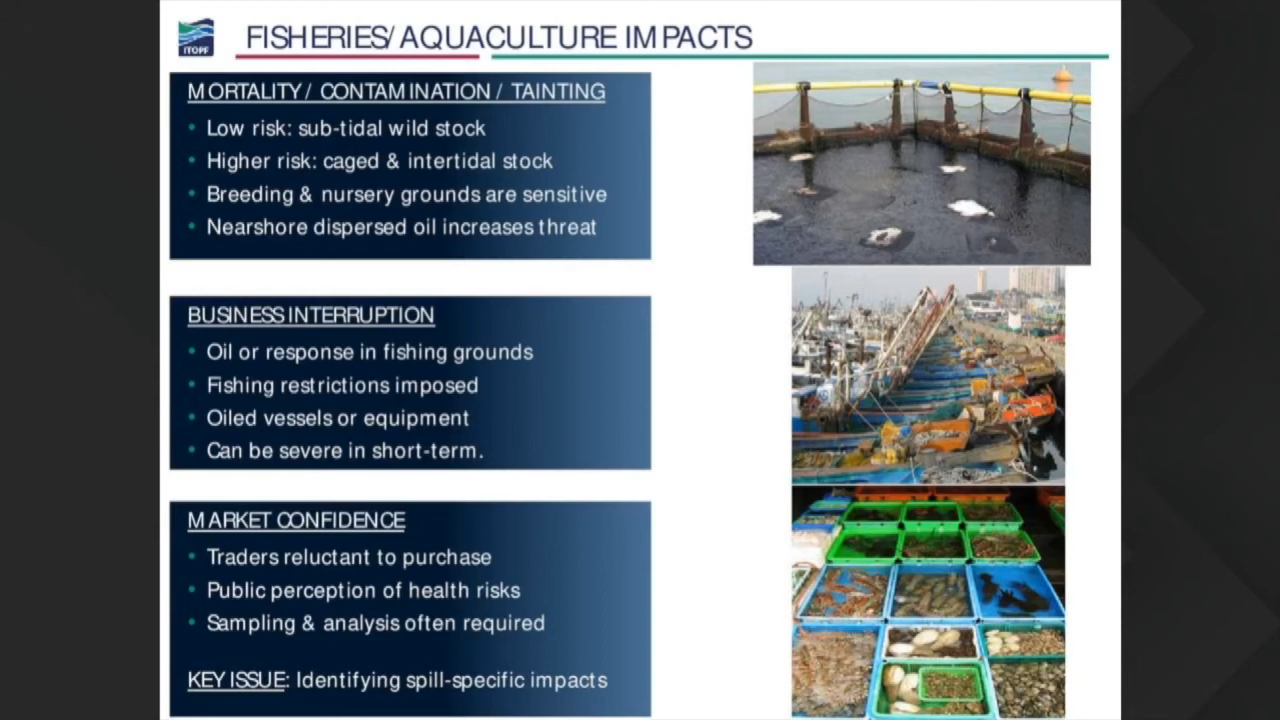 ITOPF
FISHERIES/ AQUACULTURE IMPACTS
MORTALITY / CONTAMINATION / TAINTING
• Low risk: sub-tidal wild stock
• Higher risk: caged & intertidal stock
• Breeding & nursery grounds are sensitive
• Nearshore dispersed oil increases threat
BUSINESS INTERRUPTION
• Oil or response in fishing grounds
• Fishing restrictions imposed
• Oiled vessels or equipment
• Can be severe in short-term.
MARKET CONFIDENCE
• Traders reluctant to purchase
• Public perception of health risks
• Sampling & analysis often required
KEY ISSUE: Identifying spill-specific impacts